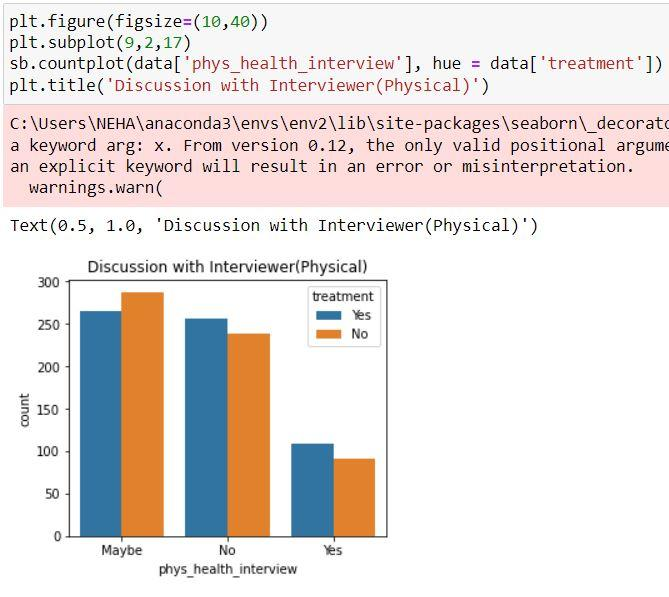 plt.figure(figsize=(10,40))
plt.subplot(9,2,17)
sb.countplot(data['phys_health_interview'], hue = data['treatment'])
plt.title('Discussion with Interviewer(Physical)')
C:\Users\NEHA\anaconda3\envs\env2\lib\site-packages\seaborn\_decorato
a keyword arg: x. From version 0.12, the only valid positional argume
an explicit keyword will result in an error or misinterpretation.
warnings.warn(
Text(0.5, 1.0, 'Discussion with Interviewer(Physical)')
Discussion with Interviewer(Physical)
300
250
200
150
100
50
0
count
treatment
Yes
No
Maybe No Yes
phys_health_interview